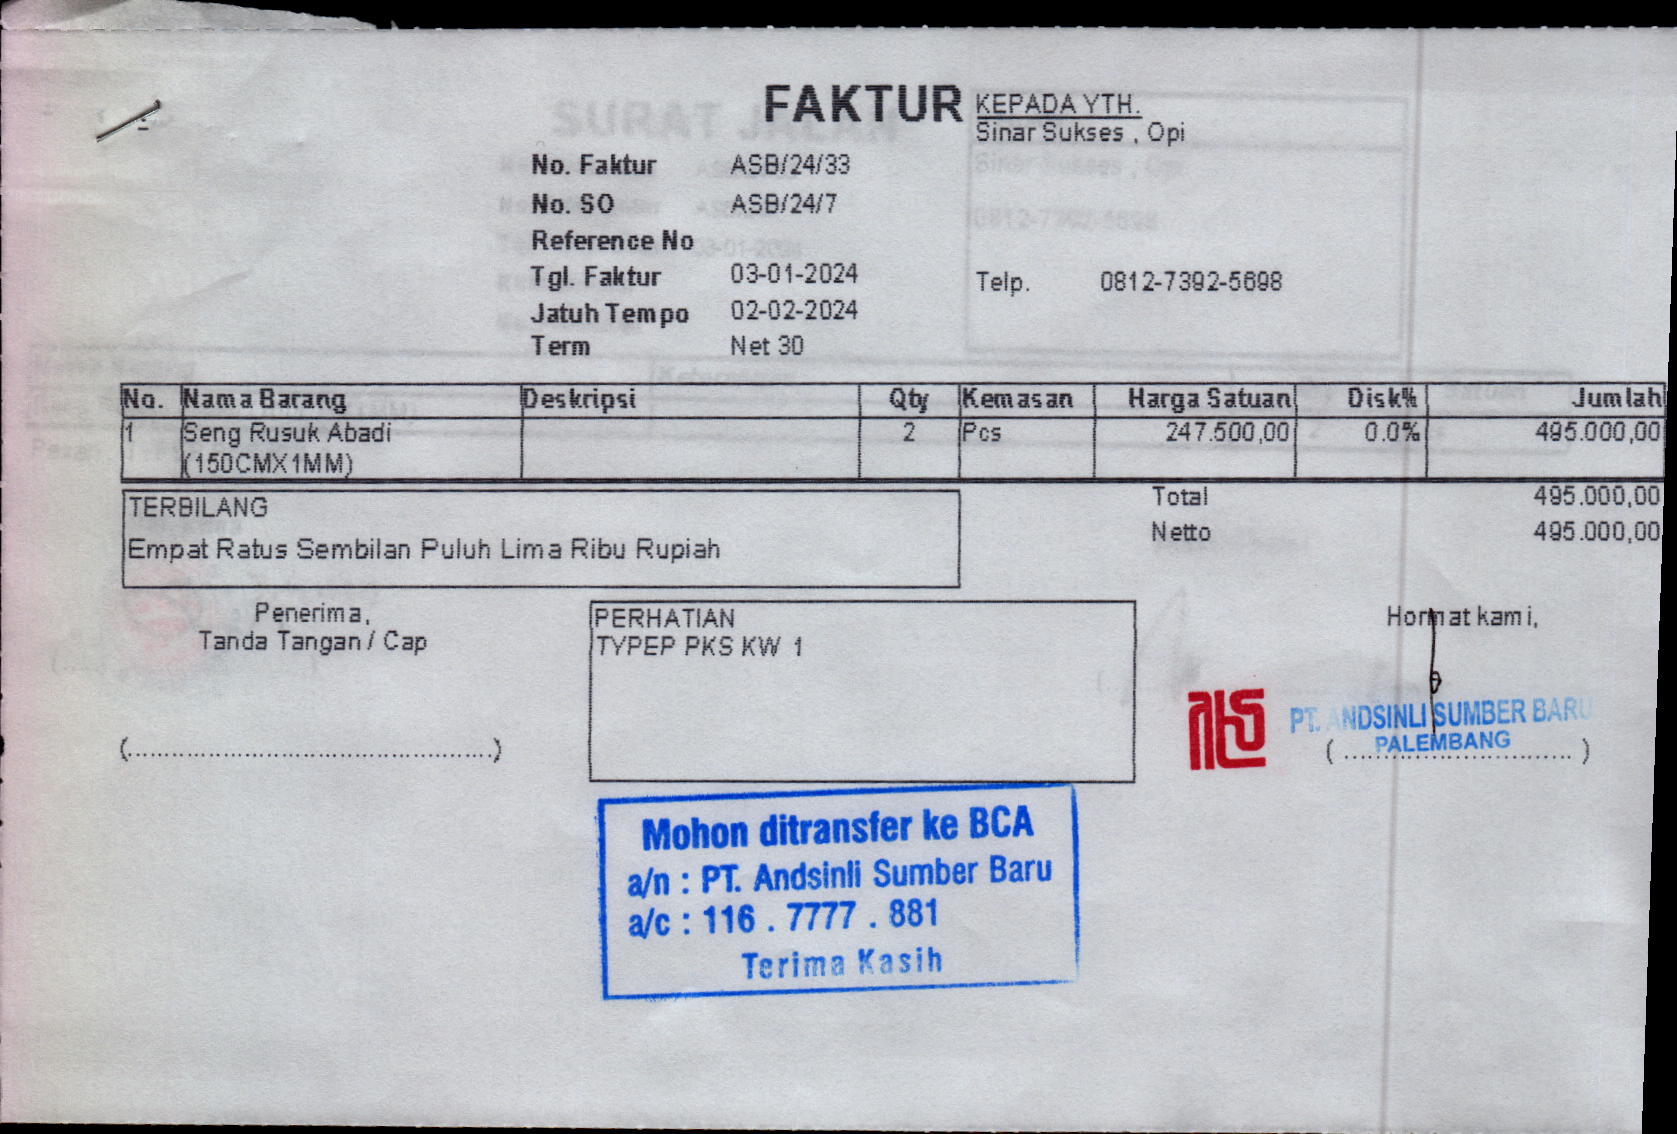 FAKTUR
KEPADA YTH.
Sinar Sukses , Opi
No. Faktur ASB/24/33
No. SO ASB/24/7
Reference No
Tgl. Faktur 03-01-2024
Jatuh Tempo 02-02-2024
Term Net 30
Telp. 0812-7392-5698
No. Nama Barang Deskripsi Qty Kemasan Harga Satuan Disk% Jumlah
1 Seng Rusuk Abadi 2 Pcs 247.500,00 0.0% 495.000,00
(150CMX1MM)
Total 495.000,00
Netto 495.000,00
TERBILANG
Empat Ratus Sembilan Puluh Lima Ribu Rupiah
Penerima,
Tanda Tangan / Cap
(..........................................)
PERHATIAN
TYPEP PKS KW 1
Hormat kami,
PT. ANDSINLI SUMBER BARU
PALEMBANG
( ............................ )
Mohon ditransfer ke BCA
a/n : PT. Andsinli Sumber Baru
a/c : 116 . 7777 . 881
Terima Kasih